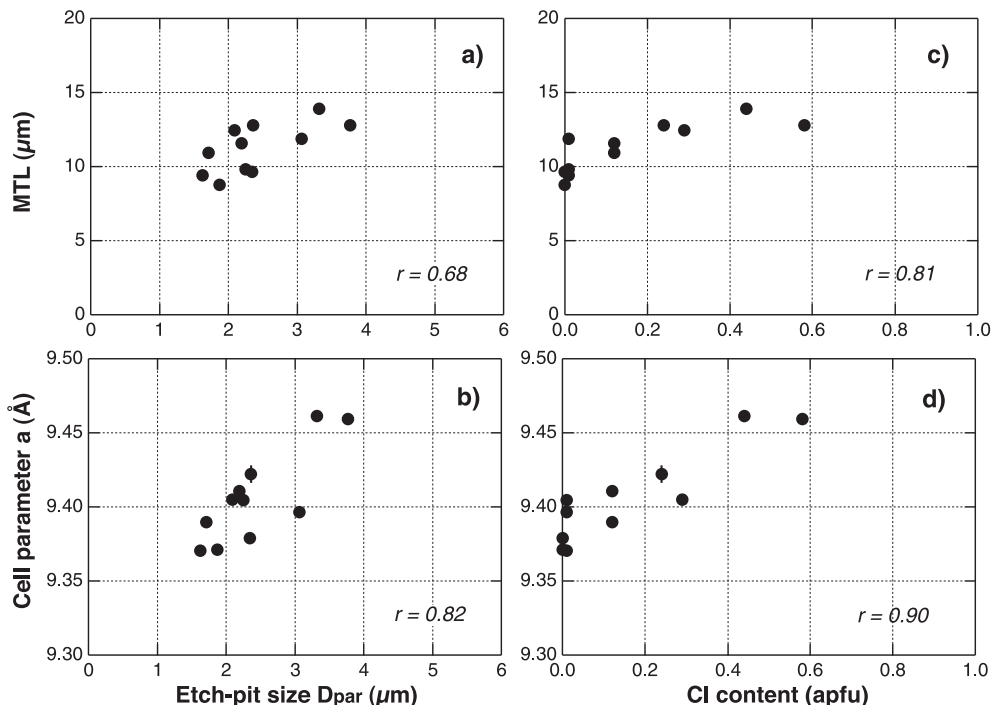 20
15
10
5
0
MTL (µm)
a)
r = 0.68
0 1 2 3 4 5 6
20
15
10
5
0
c)
r = 0.81
0.0 0.2 0.4 0.6 0.8 1.0
9.50
9.45
9.40
9.35
9.30
Cell parameter a (Å)
b)
r = 0.82
0 1 2 3 4 5 6
Etch-pit size Dpar (µm)
9.50
9.45
9.40
9.35
9.30
d)
r = 0.90
0.0 0.2 0.4 0.6 0.8 1.0
Cl content (apfu)